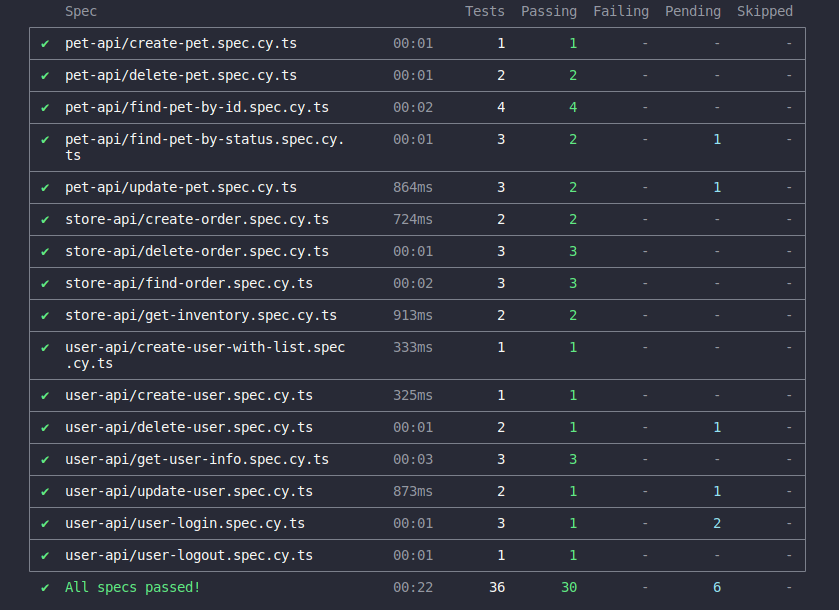 Spec Tests Passing Failing Pending Skipped
✔ pet-api/create-pet.spec.cy.ts 00:01 1 1 - - -
✔ pet-api/delete-pet.spec.cy.ts 00:01 2 2 - - -
✔ pet-api/find-pet-by-id.spec.cy.ts 00:02 4 4 - - -
✔ pet-api/find-pet-by-status.spec.cy. 00:01 3 2 - 1 -
ts
✔ pet-api/update-pet.spec.cy.ts 864ms 3 2 - 1 -
✔ store-api/create-order.spec.cy.ts 724ms 2 2 - - -
✔ store-api/delete-order.spec.cy.ts 00:01 3 3 - - -
✔ store-api/find-order.spec.cy.ts 00:02 3 3 - - -
✔ store-api/get-inventory.spec.cy.ts 913ms 2 2 - - -
✔ user-api/create-user-with-list.spec 333ms 1 1 - - -
.cy.ts
✔ user-api/create-user.spec.cy.ts 325ms 1 1 - - -
✔ user-api/delete-user.spec.cy.ts 00:01 2 1 - 1 -
✔ user-api/get-user-info.spec.cy.ts 00:03 3 3 - - -
✔ user-api/update-user.spec.cy.ts 873ms 2 1 - 1 -
✔ user-api/user-login.spec.cy.ts 00:01 3 1 - 2 -
✔ user-api/user-logout.spec.cy.ts 00:01 1 1 - - -
✔ All specs passed! 00:22 36 30 - 6 -